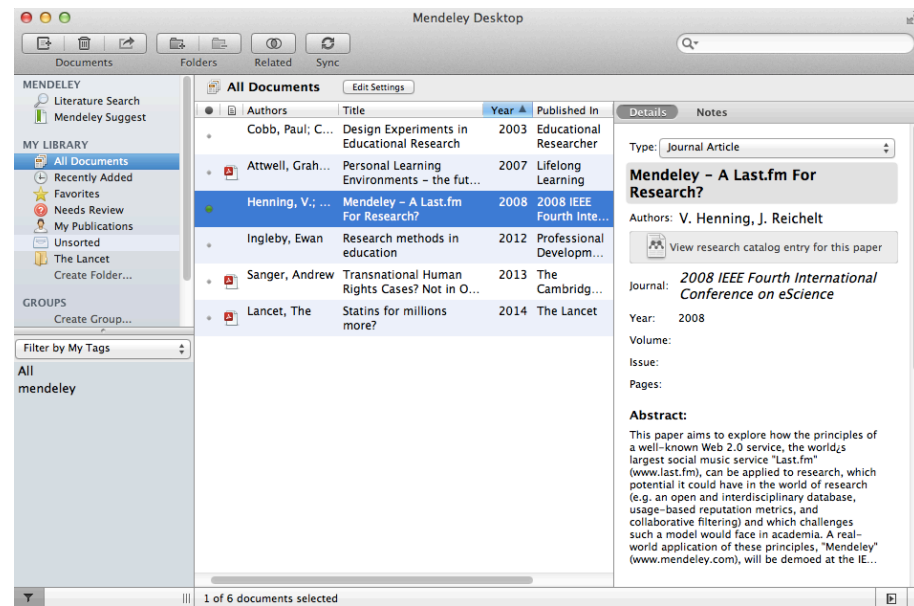 Mendeley Desktop
Documents
Folders
Related
Sync
MENDELEY
Literature Search
Mendeley Suggest
MY LIBRARY
All Documents
Recently Added
Favorites
Needs Review
My Publications
Unsorted
The Lancet
Create Folder...
GROUPS
Create Group...
Filter by My Tags
All
mendeley
All Documents
Edit Settings
Authors Title Year Published In
Cobb, Paul; C... Design Experiments in 2003 Educational
Educational Research Researcher
Attwell, Grah... Personal Learning 2007 Lifelong
Environments – the fut... Learning
Henning, V.; ... Mendeley – A Last.fm 2008 2008 IEEE
For Research? Fourth Inte...
Ingleby, Ewan Research methods in 2012 Professional
education Developm...
Sanger, Andrew Transnational Human 2013 The
Rights Cases? Not in O... Cambridg...
Lancet, The Statins for millions 2014 The Lancet
more?
Details Notes
Type: Journal Article
Mendeley – A Last.fm For
Research?
Authors: V. Henning, J. Reichelt
View research catalog entry for this paper
Journal: 2008 IEEE Fourth International
Conference on eScience
Year: 2008
Volume:
Issue:
Pages:
Abstract:
This paper aims to explore how the principles of
a well-known Web 2.0 service, the world¿s
largest social music service "Last.fm"
(www.last.fm), can be applied to research, which
potential it could have in the world of research
(e.g. an open and interdisciplinary database,
usage-based reputation metrics, and
collaborative filtering) and which challenges
such a model would face in academia. A real-
world application of these principles, "Mendeley"
(www.mendeley.com), will be demoed at the IE...
1 of 6 documents selected